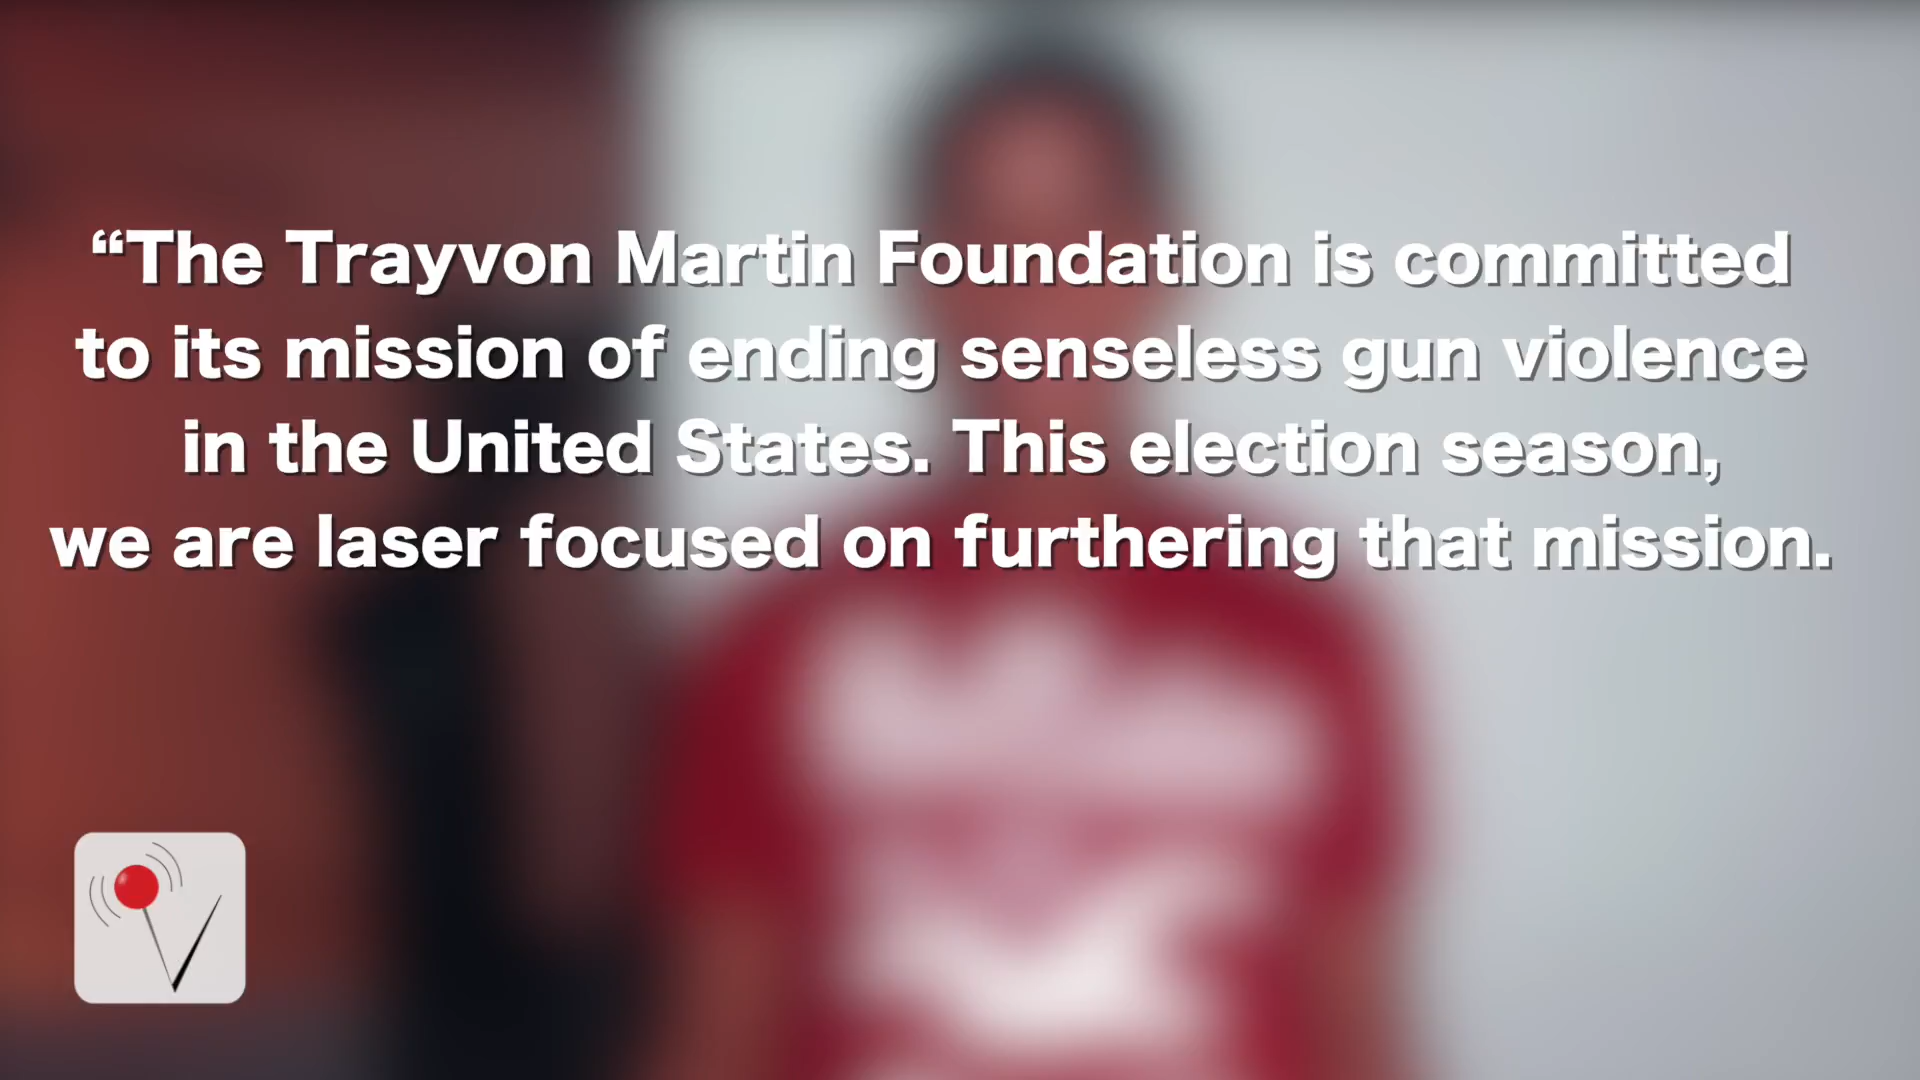 “The Trayvon Martin Foundation is committed
to its mission of ending senseless gun violence
in the United States. This election season,
we are laser focused on furthering that mission.